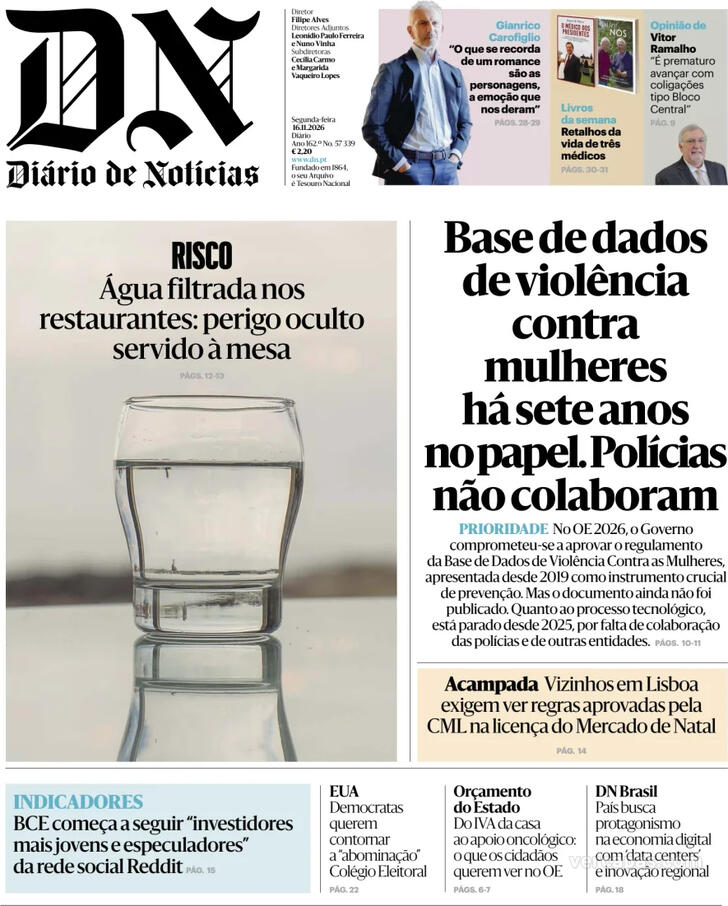 DN
Diário de Notícias
Diretor
Filipe Alves
Diretores Adjuntos
Leonídio Paulo Ferreira
e Nuno Vinha
Subdiretoras
Cecília Carmo
e Margarida
Vaqueiro Lopes
Segunda-feira
16.11.2026
Diário
Ano 162.º No. 57 339
€ 2,20
www.dn.pt
Fundado em 1864,
o seu Arquivo
é Tesouro Nacional
Gianrico
Carofiglio
“O que se recorda
de um romance
são as
personagens,
a emoção que
nos deram”
PÁGS. 28-29
O MÉDICO DOS
PRESIDENTES
NÓS
Livros
da semana
Retalhos da
vida de três
médicos
PÁGS. 30-31
Opinião de
Vitor
Ramalho
“É prematuro
avançar com
coligações
tipo Bloco
Central”
PÁG. 9
RISCO
Água filtrada nos
restaurantes: perigo oculto
servido à mesa
PÁGS. 12-13
Base de dados
de violência
contra
mulheres
há sete anos
no papel. Polícias
não colaboram
PRIORIDADE No OE 2026, o Governo
comprometeu-se a aprovar o regulamento
da Base de Dados de Violência Contra as Mulheres,
apresentada desde 2019 como instrumento crucial
de prevenção. Mas o documento ainda não foi
publicado. Quanto ao processo tecnológico,
está parado desde 2025, por falta de colaboração
das polícias e de outras entidades. PÁGS. 10-11
Acampada Vizinhos em Lisboa
exigem ver regras aprovadas pela
CML na licença do Mercado de Natal
PÁG. 14
INDICADORES
BCE começa a seguir “investidores
mais jovens e especuladores”
da rede social Reddit PÁG. 15
EUA
Democratas
querem
contornar
a “abominação”
Colégio Eleitoral
PÁG. 22
Orçamento
do Estado
Do IVA da casa
ao apoio oncológico:
o que os cidadãos
querem ver no OE
PÁGS. 6-7
DN Brasil
País busca
protagonismo
na economia digital
com ‘data centers’
e inovação regional
PÁG. 18